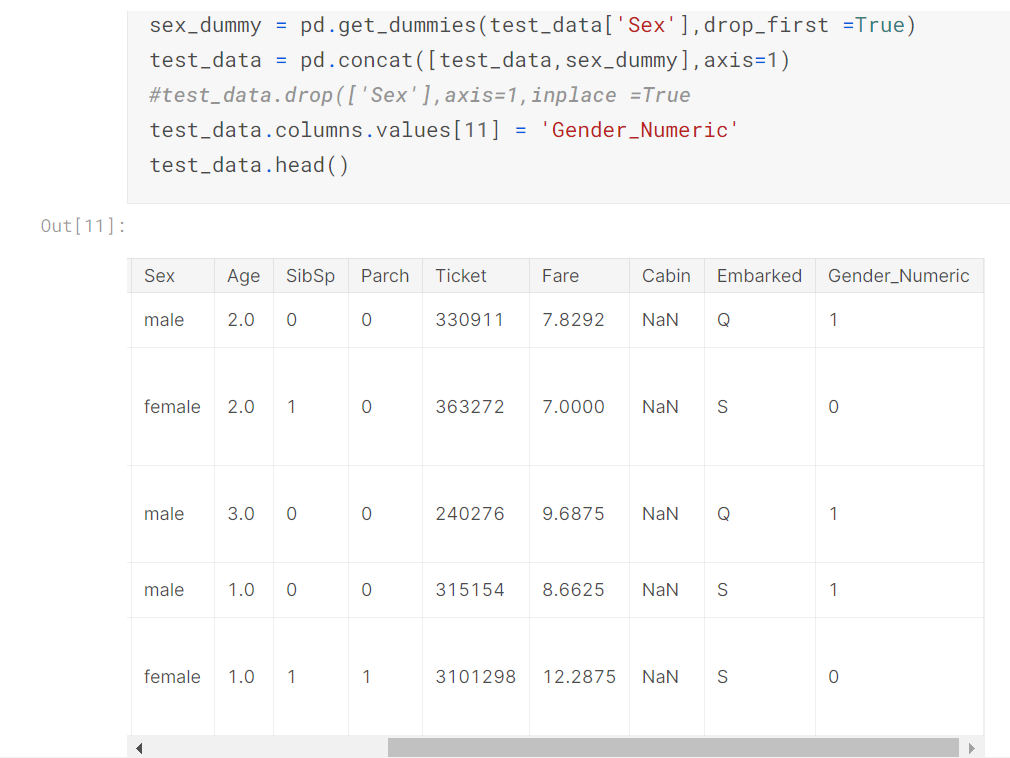 sex_dummy = pd.get_dummies(test_data['Sex'],drop_first =True)
test_data = pd.concat([test_data,sex_dummy],axis=1)
#test_data.drop(['Sex'],axis=1,inplace =True
test_data.columns.values[11] = 'Gender_Numeric'
test_data.head()
Out[11]:
Sex Age SibSp Parch Ticket Fare Cabin Embarked Gender_Numeric
male 2.0 0 0 330911 7.8292 NaN Q 1
female 2.0 1 0 363272 7.0000 NaN S 0
male 3.0 0 0 240276 9.6875 NaN Q 1
male 1.0 0 0 315154 8.6625 NaN S 1
female 1.0 1 1 3101298 12.2875 NaN S 0